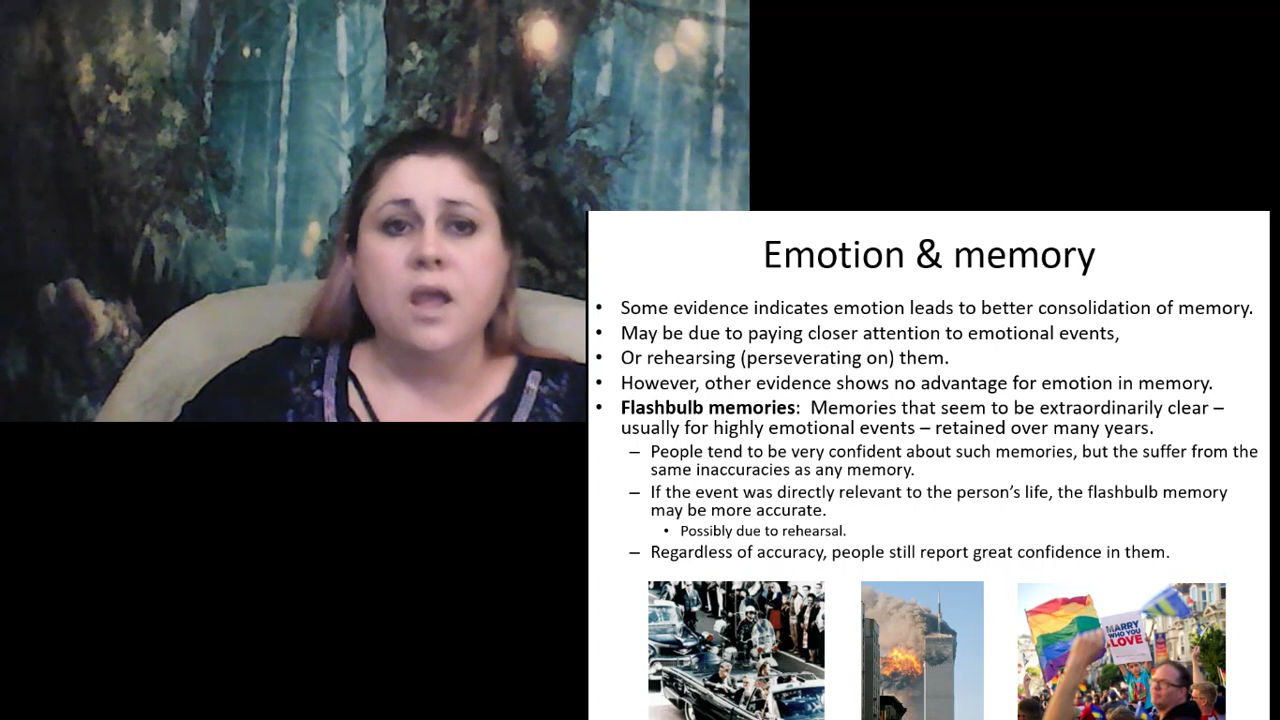 Emotion & memory
• Some evidence indicates emotion leads to better consolidation of memory.
• May be due to paying closer attention to emotional events,
• Or rehearsing (perseverating on) them.
• However, other evidence shows no advantage for emotion in memory.
• Flashbulb memories: Memories that seem to be extraordinarily clear –
usually for highly emotional events – retained over many years.
– People tend to be very confident about such memories, but the suffer from the
same inaccuracies as any memory.
– If the event was directly relevant to the person's life, the flashbulb memory
may be more accurate.
• Possibly due to rehearsal.
– Regardless of accuracy, people still report great confidence in them.
MARRY
WHO YOU
LOVE